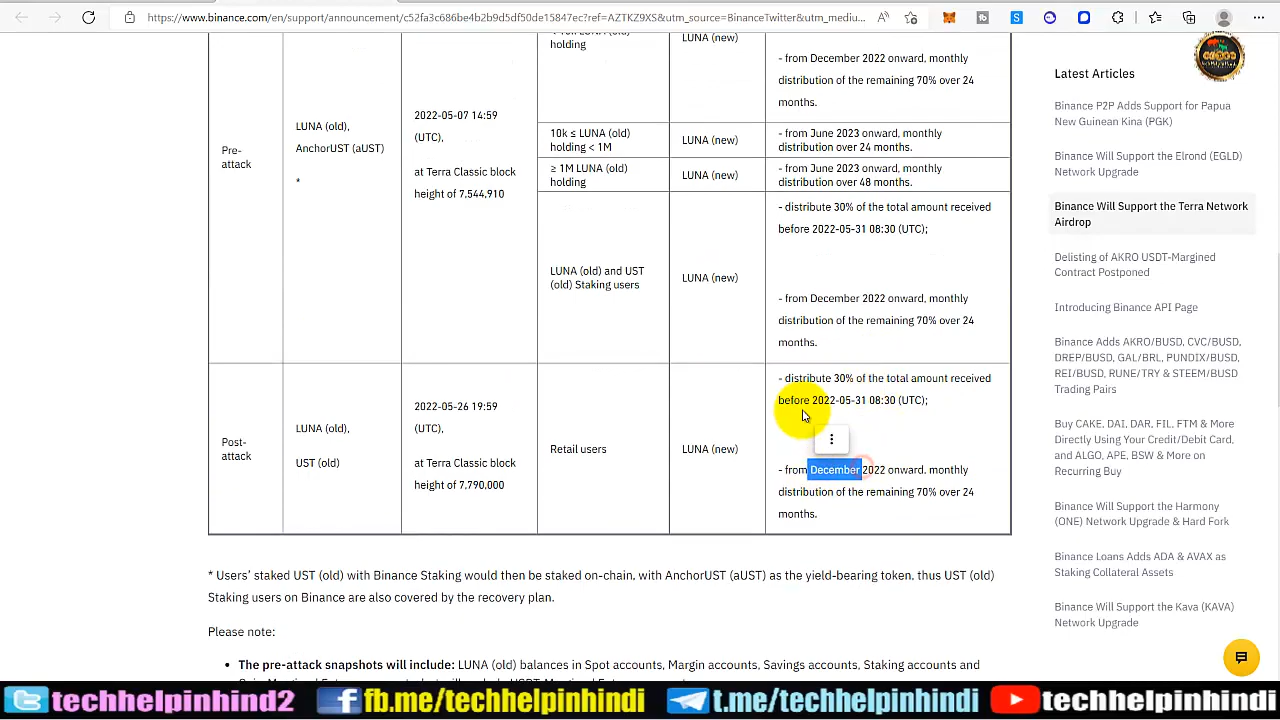 https://www.binance.com/en/support/announcement/c52fa3c686be4b2b9d5df50de15847ec?ref=AZTKZ9XS&utm_source=BinanceTwitter&utm_mediu...
holding
LUNA (new)
- from December 2022 onward, monthly
distribution of the remaining 70% over 24
months.
Pre-
attack
LUNA (old),
AnchorUST (aUST)
*
2022-05-07 14:59
(UTC),
at Terra Classic block
height of 7,544,910
10k ≤ LUNA (old)
holding < 1M
LUNA (new)
- from June 2023 onward, monthly
distribution over 24 months.
≥ 1M LUNA (old)
holding
LUNA (new)
- from June 2023 onward, monthly
distribution over 48 months.
LUNA (old) and UST
(old) Staking users
LUNA (new)
- distribute 30% of the total amount received
before 2022-05-31 08:30 (UTC);
- from December 2022 onward, monthly
distribution of the remaining 70% over 24
months.
Post-
attack
LUNA (old),
UST (old)
2022-05-26 19:59
(UTC),
at Terra Classic block
height of 7,790,000
Retail users
LUNA (new)
- distribute 30% of the total amount received
before 2022-05-31 08:30 (UTC);
- from December 2022 onward, monthly
distribution of the remaining 70% over 24
months.
* Users' staked UST (old) with Binance Staking would then be staked on-chain, with AnchorUST (aUST) as the yield-bearing token, thus UST (old)
Staking users on Binance are also covered by the recovery plan.
Please note:
• The pre-attack snapshots will include: LUNA (old) balances in Spot accounts, Margin accounts, Savings accounts, Staking accounts and
Latest Articles
Binance P2P Adds Support for Papua
New Guinean Kina (PGK)
Binance Will Support the Elrond (EGLD)
Network Upgrade
Binance Will Support the Terra Network
Airdrop
Delisting of AKRO USDT-Margined
Contract Postponed
Introducing Binance API Page
Binance Adds AKRO/BUSD, CVC/BUSD,
DREP/BUSD, GAL/BRL, PUNDIX/BUSD,
REI/BUSD, RUNE/TRY & STEEM/BUSD
Trading Pairs
Buy CAKE, DAI, DAR, FIL, FTM & More
Directly Using Your Credit/Debit Card,
and ALGO, APE, BSW & More on
Recurring Buy
Binance Will Support the Harmony
(ONE) Network Upgrade & Hard Fork
Binance Loans Adds ADA & AVAX as
Staking Collateral Assets
Binance Will Support the Kava (KAVA)
Network Upgrade
techhelpinhind2
fb.me/techhelpinhindi
t.me/techhelpinhindi
techhelpinhindi